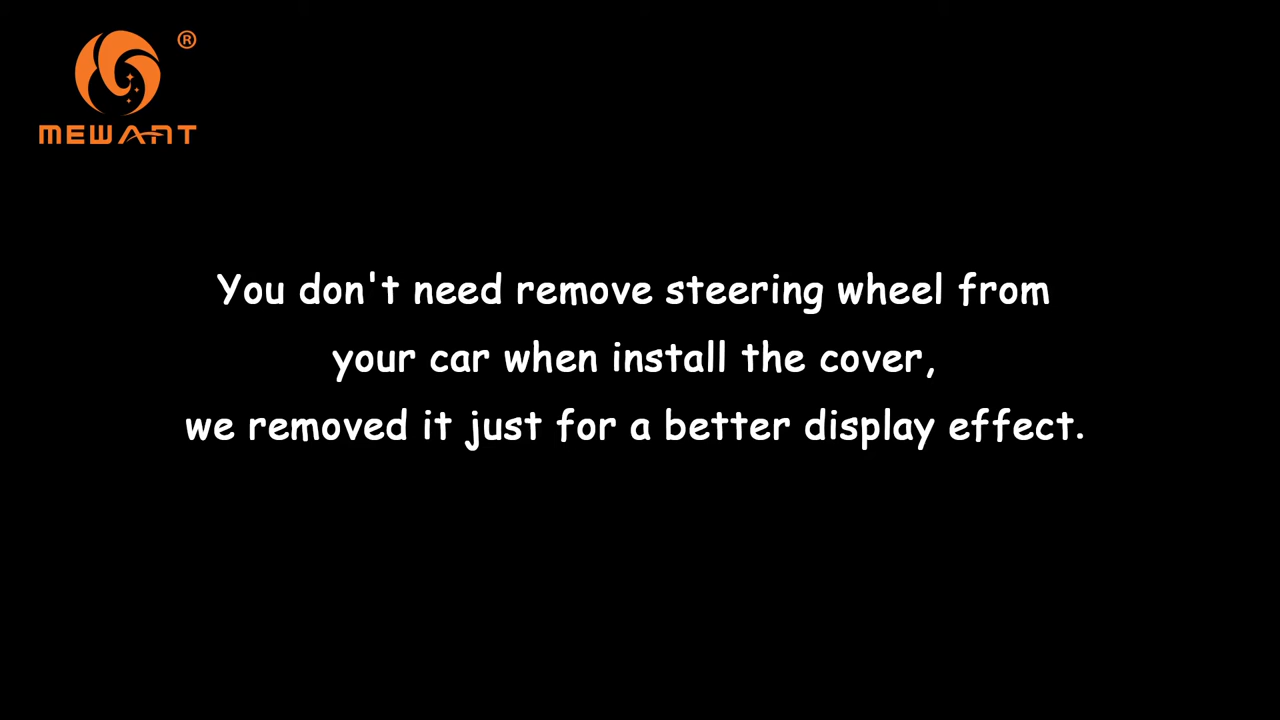 ®
MEWANT
You don't need remove steering wheel from
your car when install the cover,
we removed it just for a better display effect.